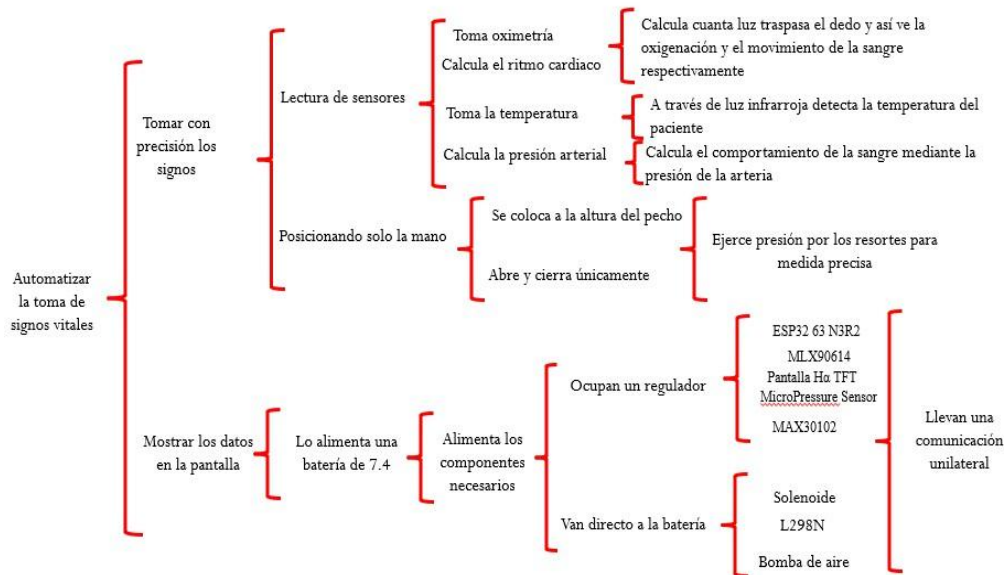 Automatizar
la toma de
signos vitales
Tomar con
precisión los
signos
Lectura de sensores
Toma oximetría
Calcula el ritmo cardiaco
Calcula cuanta luz traspasa el dedo y así ve la
oxigenación y el movimiento de la sangre
respectivamente
Toma la temperatura
A través de luz infrarroja detecta la temperatura del
paciente
Calcula la presión arterial
Calcula el comportamiento de la sangre mediante la
presión de la arteria
Posicionando solo la mano
Se coloca a la altura del pecho
Abre y cierra únicamente
Ejerce presión por los resortes para
medida precisa
Mostrar los datos
en la pantalla
Lo alimenta una
batería de 7.4
Alimenta los
componentes
necesarios
Ocupan un regulador
ESP32 63 N3R2
MLX90614
Pantalla Hα TFT
MicroPressure Sensor
MAX30102
Van directo a la batería
Solenoide
L298N
Bomba de aire
Llevan una
comunicación
unilateral